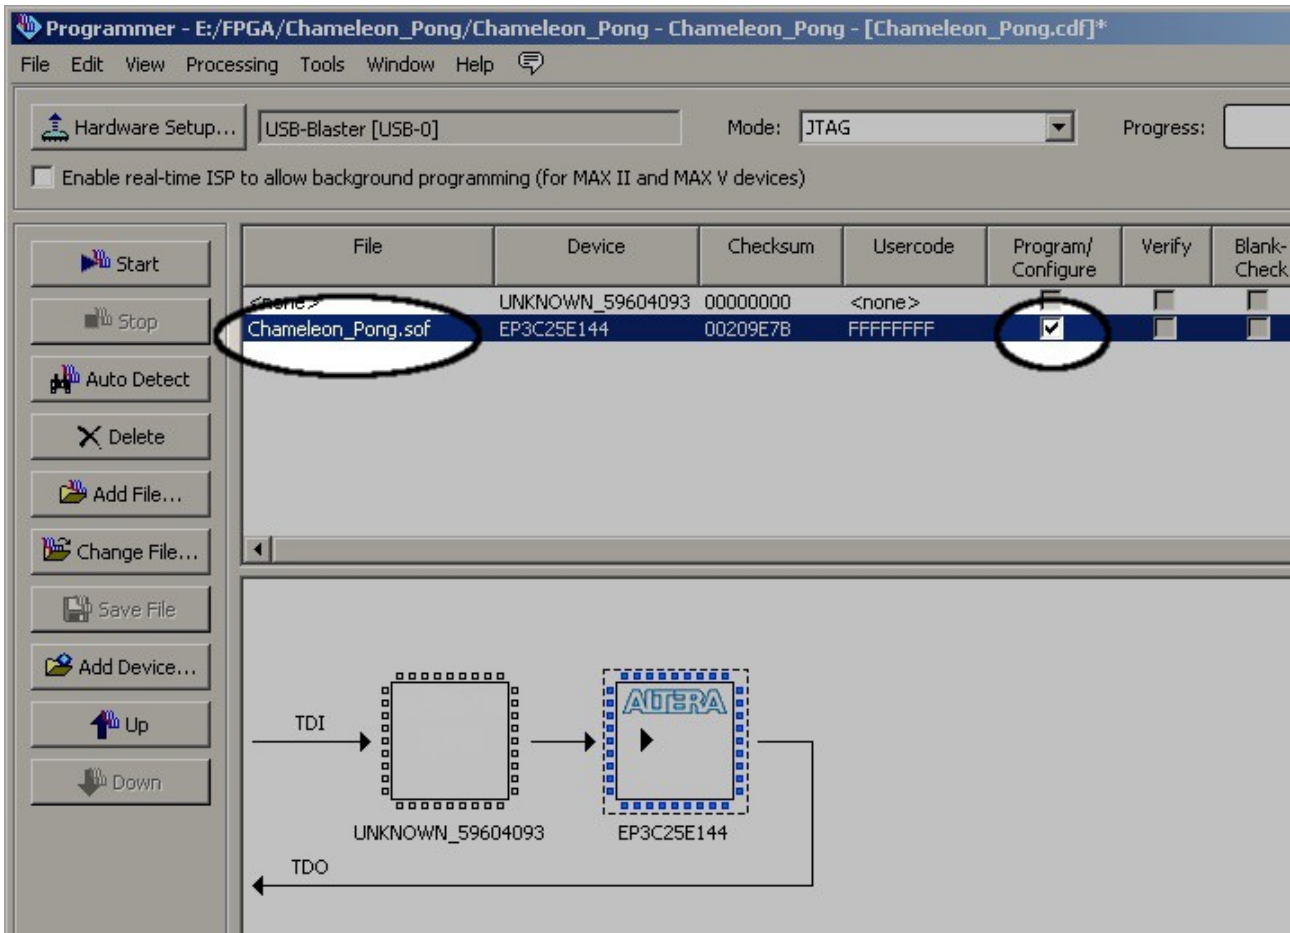 Programmer - E:/FPGA/Chameleon_Pong/Chameleon_Pong - Chameleon_Pong - [Chameleon_Pong.cdf]*
File Edit View Processing Tools Window Help
Hardware Setup... USB-Blaster [USB-0] Mode: JTAG Progress:
Enable real-time ISP to allow background programming (for MAX II and MAX V devices)
File Device Checksum Usercode Program/ Configure Verify Blank- Check
<none> UNKNOWN_59604093 00000000 <none>
Chameleon_Pong.sof EP3C25E144 00209E7B FFFFFFFF
Start
Stop
Auto Detect
Delete
Add File...
Change File...
Save File
Add Device...
Up
Down
ALTERA
TDI
UNKNOWN_59604093 EP3C25E144
TDO